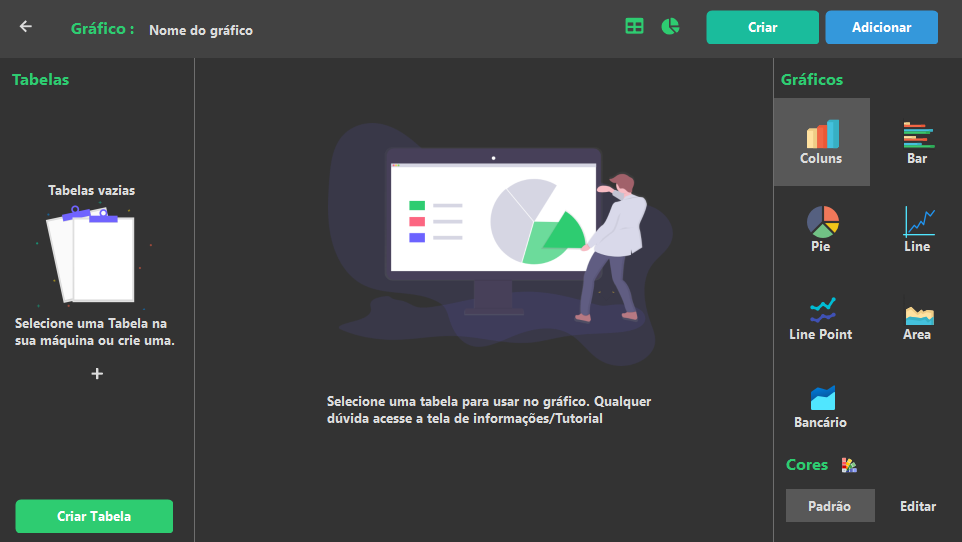 Gráfico :
Nome do gráfico
Criar
Adicionar
Tabelas
Tabelas vazias
Selecione uma Tabela na
sua máquina ou crie uma.
+
Criar Tabela
Selecione uma tabela para usar no gráfico. Qualquer
dúvida acesse a tela de informações/Tutorial
Gráficos
Coluns
Bar
Pie
Line
Line Point
Area
Bancário
Cores
Padrão
Editar